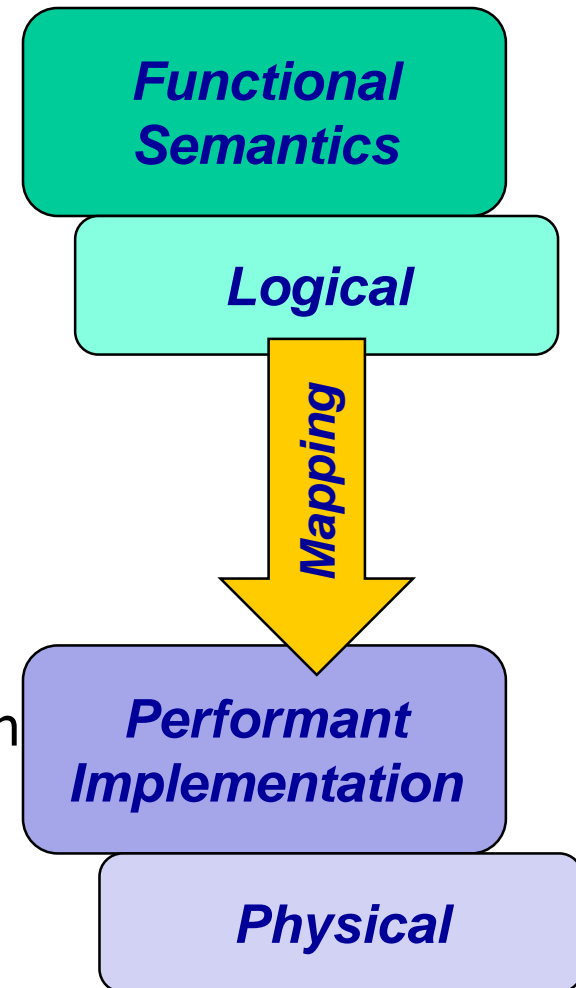 Functional
Semantics
Logical
Mapping
n
Performant
Implementation
Physical